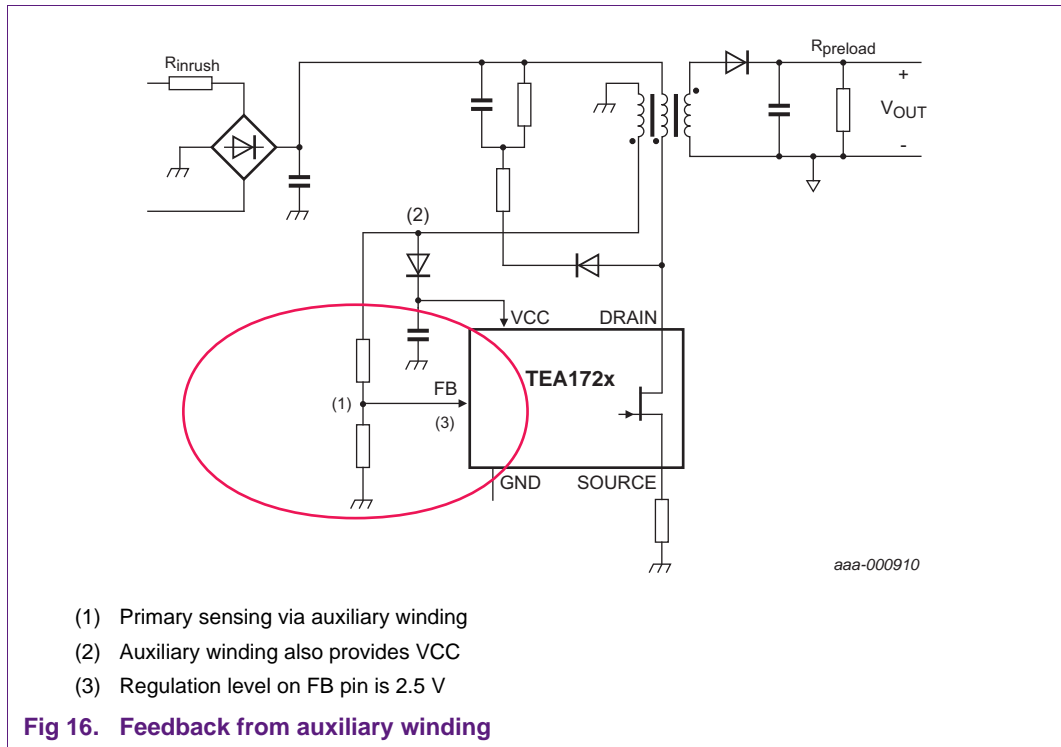 Rinrush
Rpreload
+
VOUT
-
(2)
VCC
DRAIN
TEA172x
FB
(1)
(3)
GND
SOURCE
aaa-000910
(1) Primary sensing via auxiliary winding
(2) Auxiliary winding also provides VCC
(3) Regulation level on FB pin is 2.5 V
Fig 16. Feedback from auxiliary winding